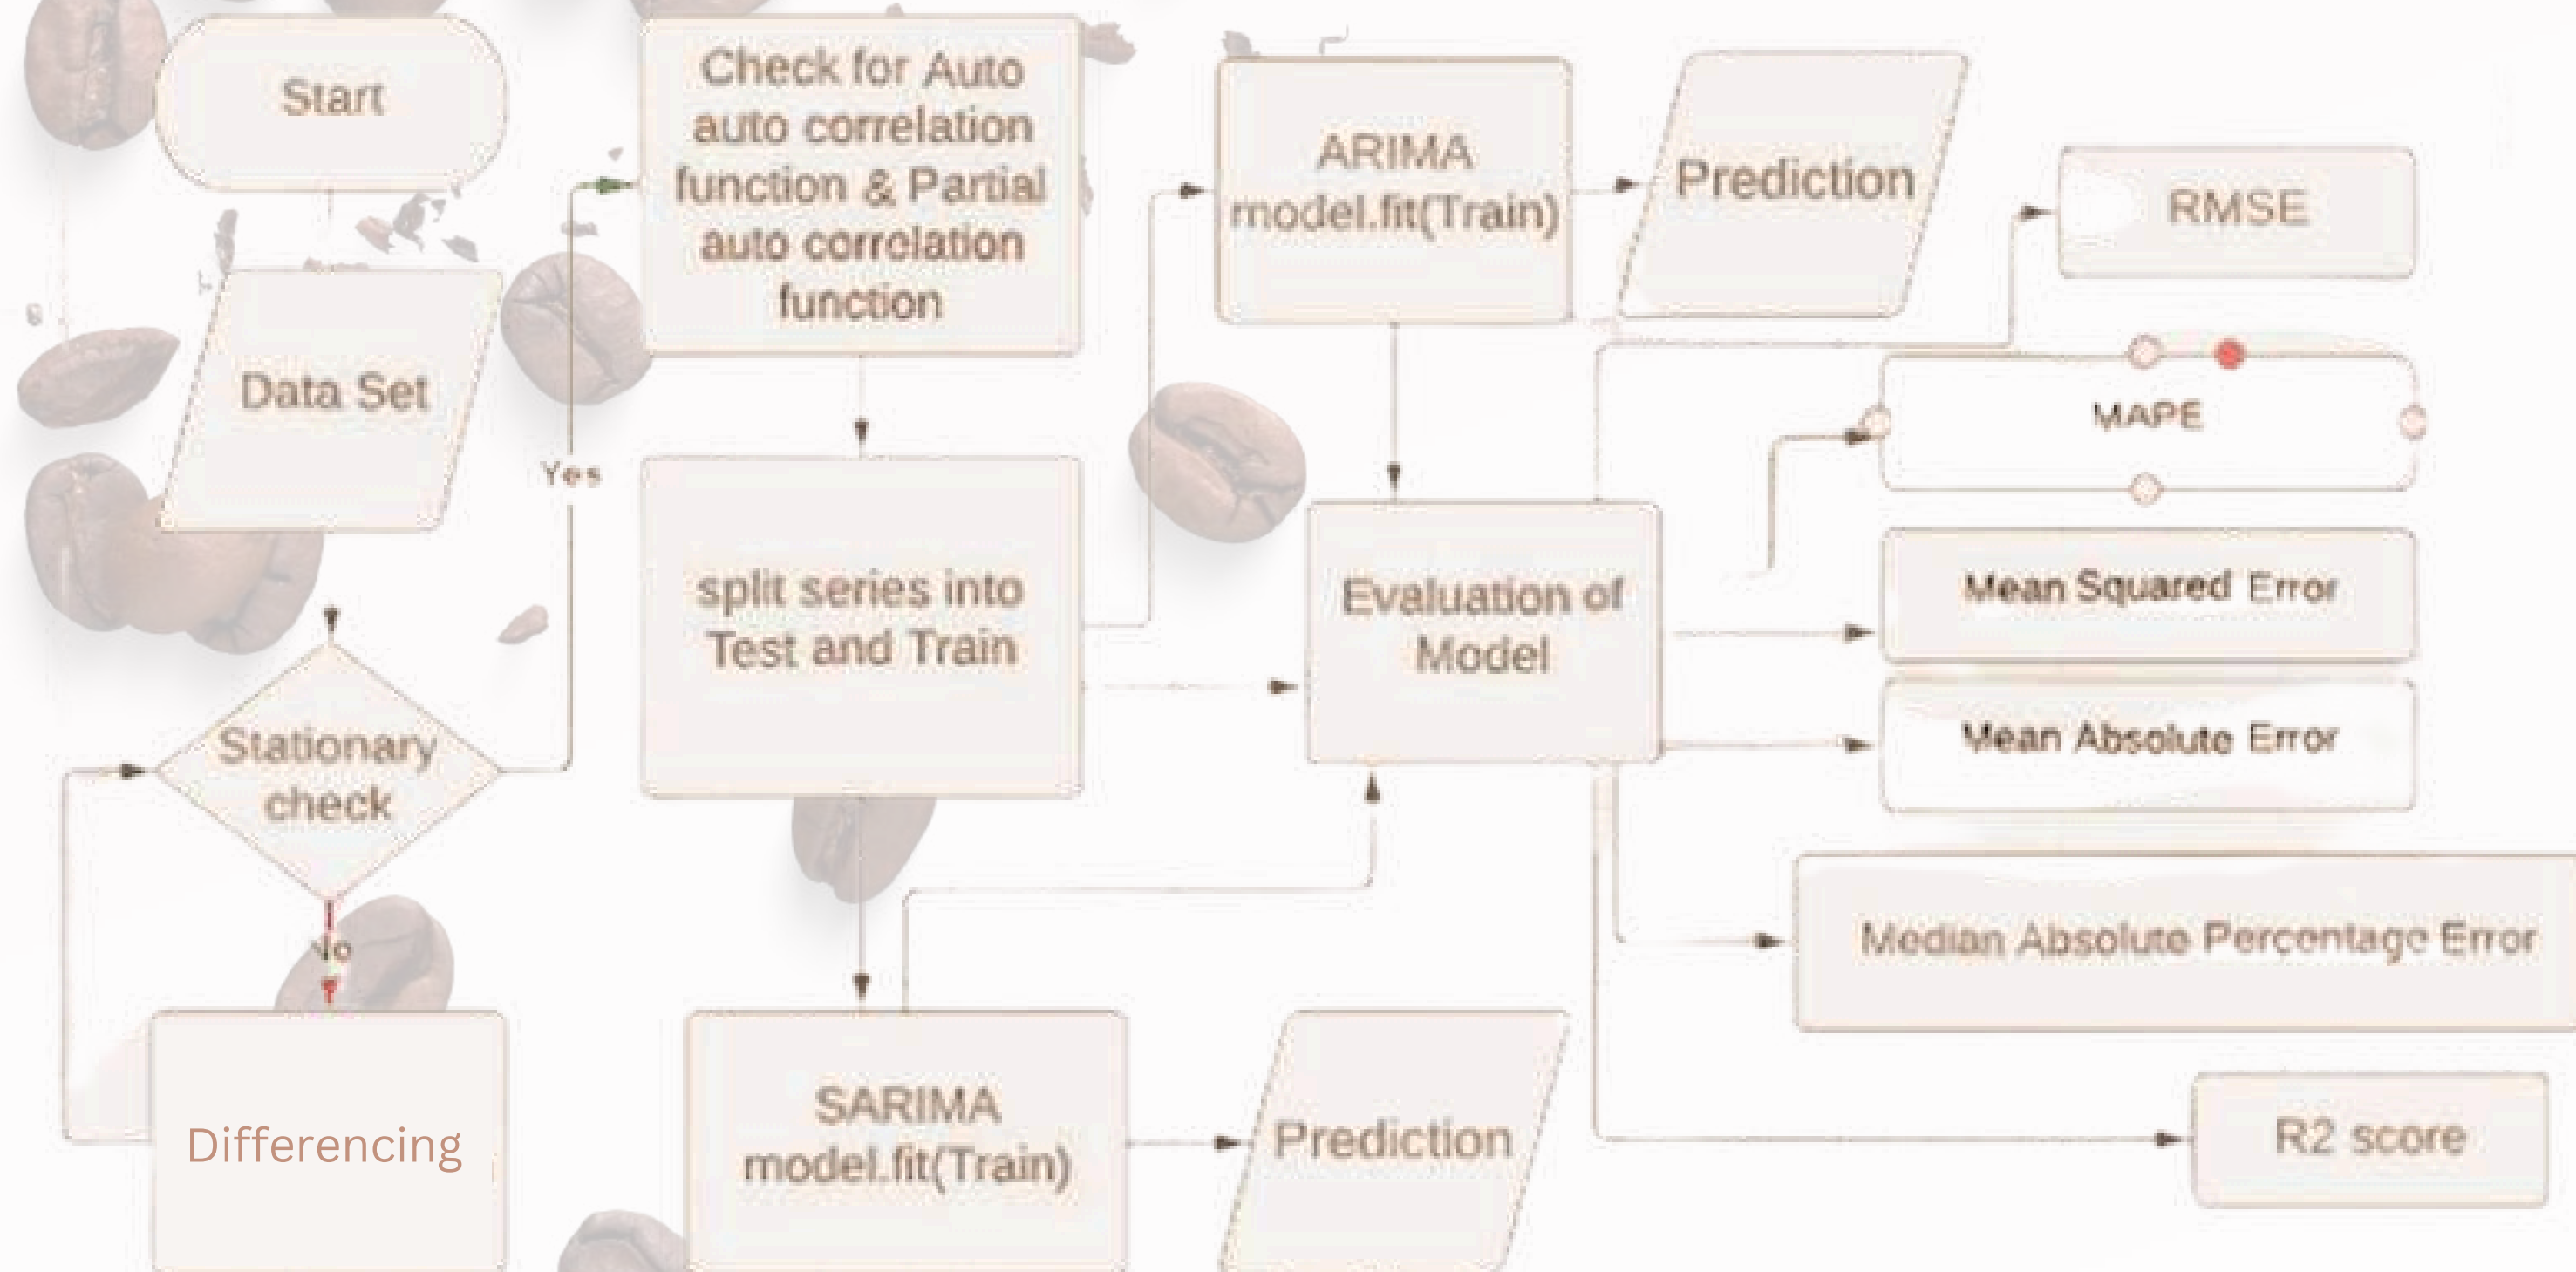 Start
Data Set
Yes
Stationary
check
No
Differencing
Check for Auto
auto correlation
function & Partial
auto correlation
function
split series into
Test and Train
SARIMA
model.fit(Train)
Prediction
ARIMA
model.fit(Train)
Prediction
Evaluation of
Model
RMSE
MAPE
Mean Squared Error
Mean Absolute Error
Median Absolute Percentage Error
R2 score